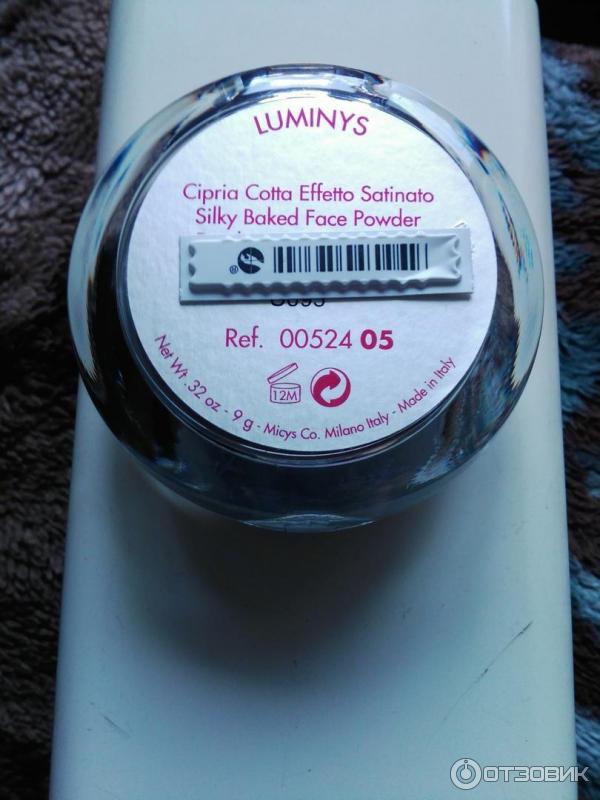 LUMINYS
Cipria Cotta Effetto Satinato
Silky Baked Face Powder
®
Ref. 00524 05
12M
Net Wt. .32 oz - 9 g - Micys Co. Milano Italy - Made in Italy
ОТЗОВИК